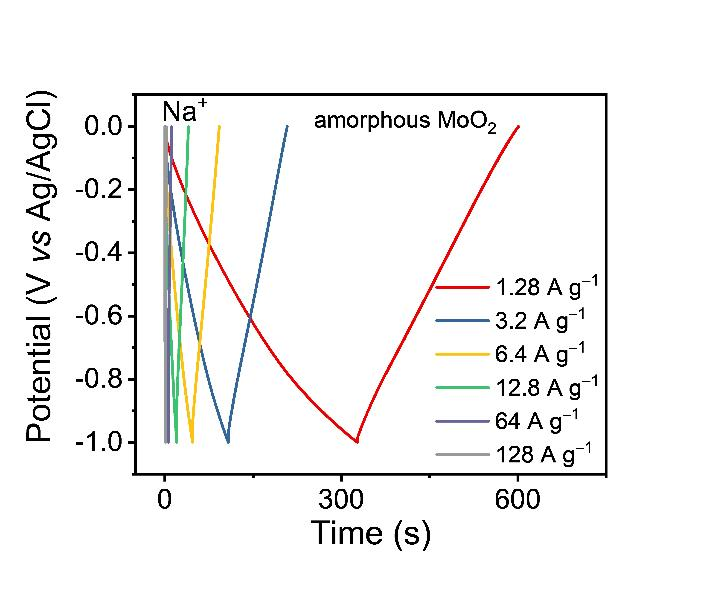 Na⁺
amorphous MoO₂
0.0
-0.2
-0.4
-0.6
-0.8
-1.0
Potential (V vs Ag/AgCl)
1.28 A g⁻¹
3.2 A g⁻¹
6.4 A g⁻¹
12.8 A g⁻¹
64 A g⁻¹
128 A g⁻¹
0 300 600
Time (s)